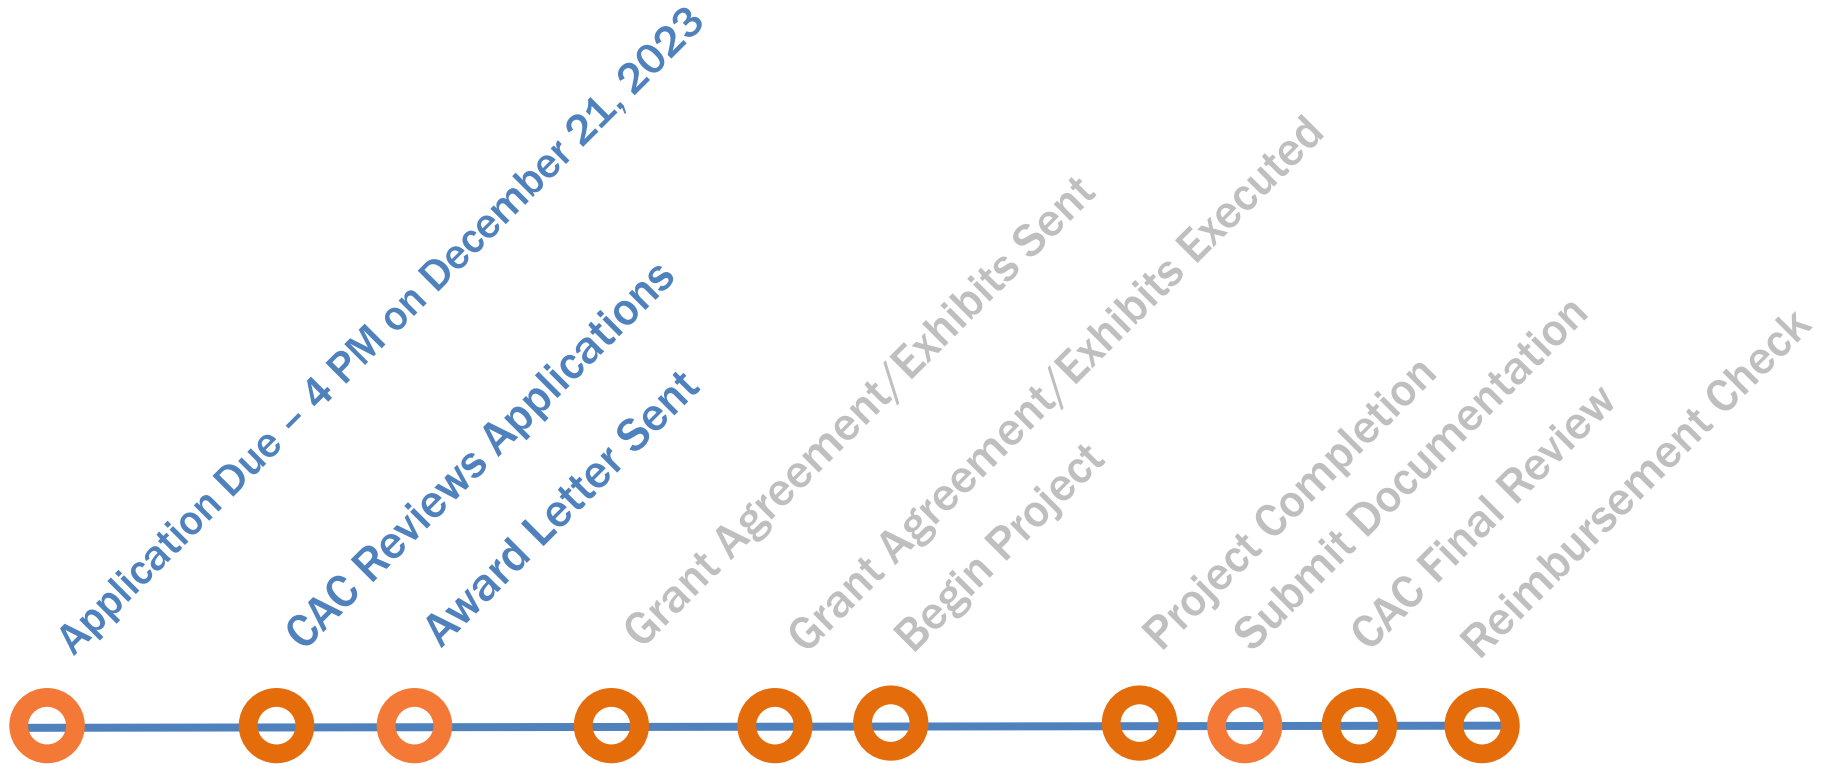 Application Due – 4 PM on December 21, 2023
CAC Reviews Applications
Award Letter Sent
Grant Agreement/Exhibits Sent
Grant Agreement/Exhibits Executed
Begin Project
Project Completion
Submit Documentation
CAC Final Review
Reimbursement Check